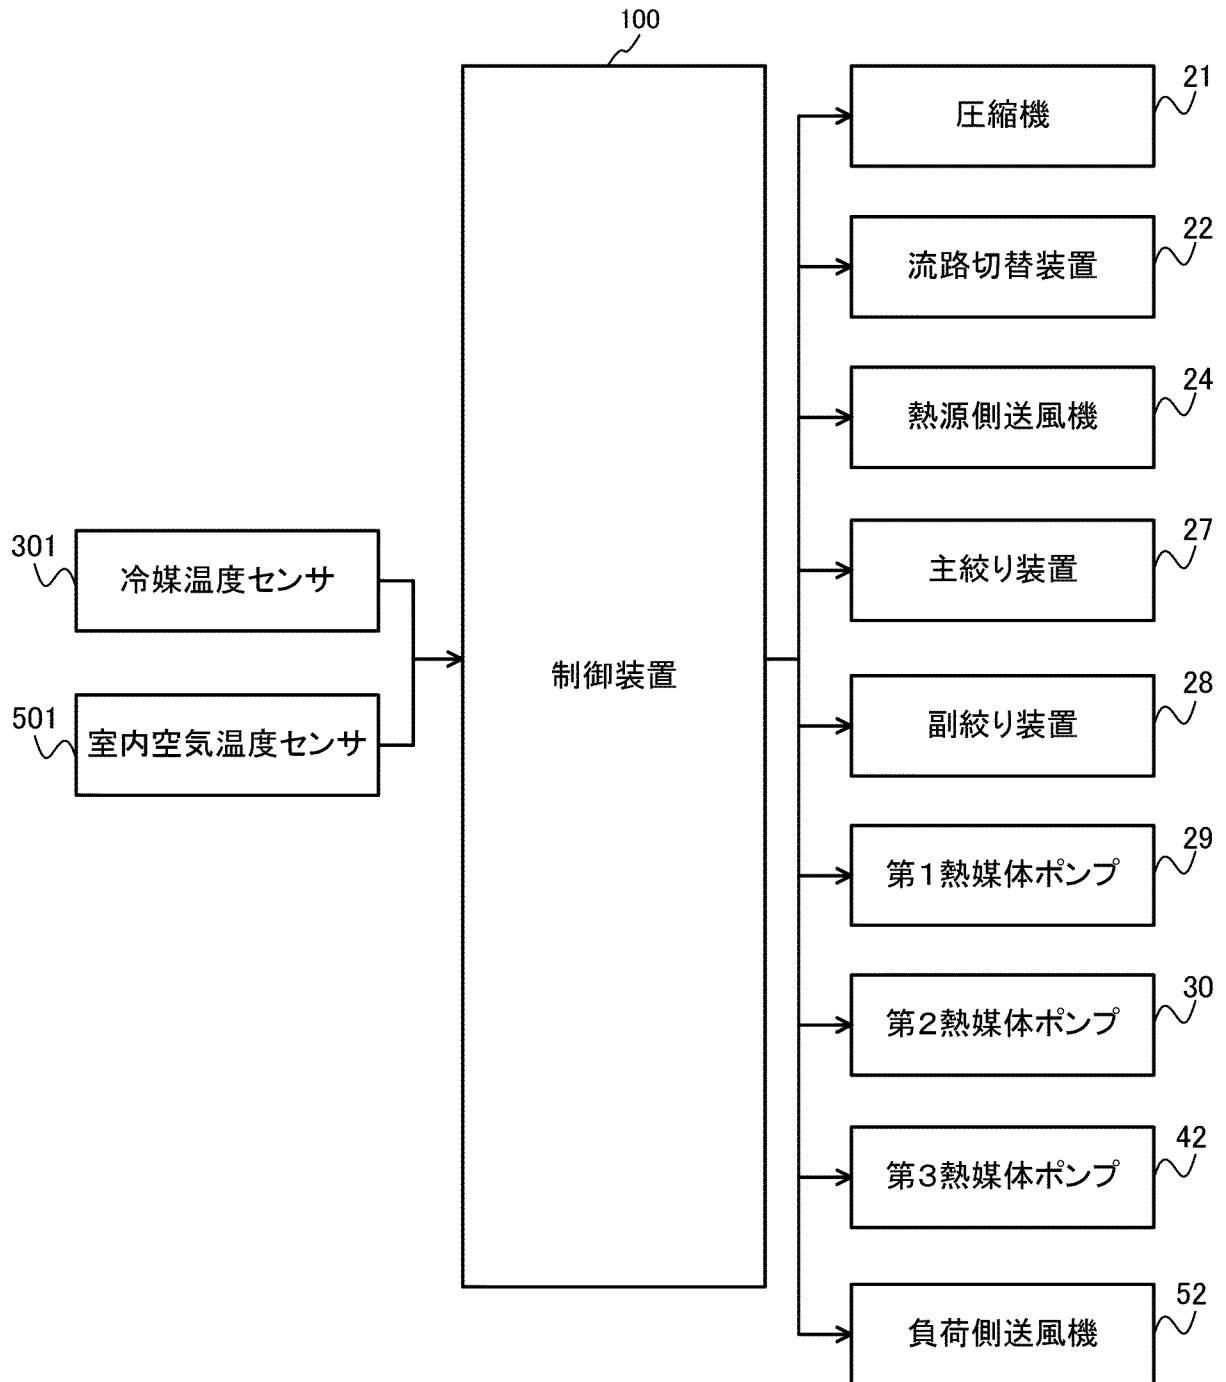 100
圧縮機
21
流路切替装置
22
熱源側送風機
24
301
冷媒温度センサ
主絞り装置
27
制御装置
501
室内空気温度センサ
副絞り装置
28
第1熱媒体ポンプ
29
第2熱媒体ポンプ
30
第3熱媒体ポンプ
42
負荷側送風機
52